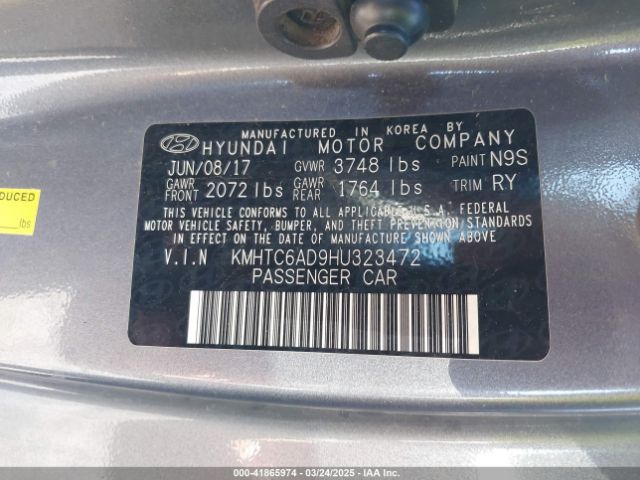 MANUFACTURED IN KOREA BY
HYUNDAI MOTOR COMPANY
JUN/08/17 GVWR 3748 lbs PAINT N9S
GAWR FRONT 2072 lbs GAWR REAR 1764 lbs TRIM RY
THIS VEHICLE CONFORMS TO ALL APPLICABLE U.S.A. FEDERAL
MOTOR VEHICLE SAFETY, BUMPER, AND THEFT PREVENTION STANDARDS
IN EFFECT ON THE DATE OF MANUFACTURE SHOWN ABOVE
V.I.N KMHTC6AD9HU323472
PASSENGER CAR
DUCED
lbs
000-41865974 | 03/24/2025 | IAA Inc.